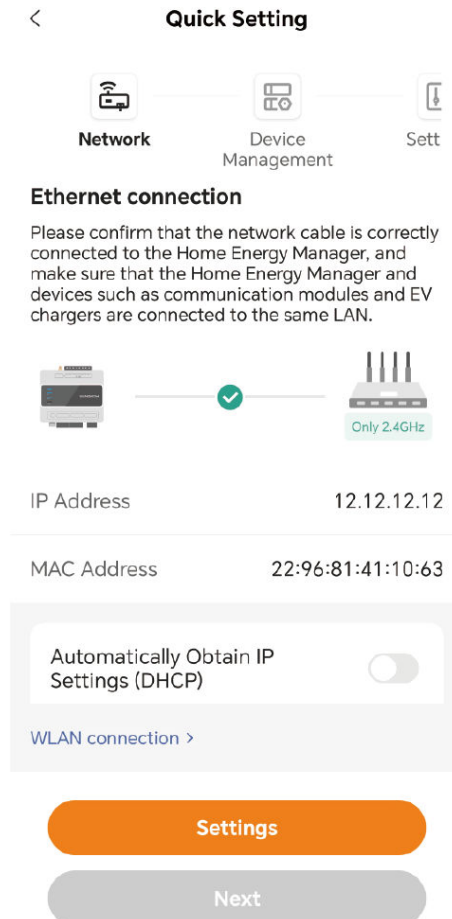 Quick Setting
Network
Device
Management
Sett
Ethernet connection
Please confirm that the network cable is correctly
connected to the Home Energy Manager, and
make sure that the Home Energy Manager and
devices such as communication modules and EV
chargers are connected to the same LAN.
Only 2.4GHz
IP Address 12.12.12.12
MAC Address 22:96:81:41:10:63
Automatically Obtain IP
Settings (DHCP)
WLAN connection >
Settings
Next